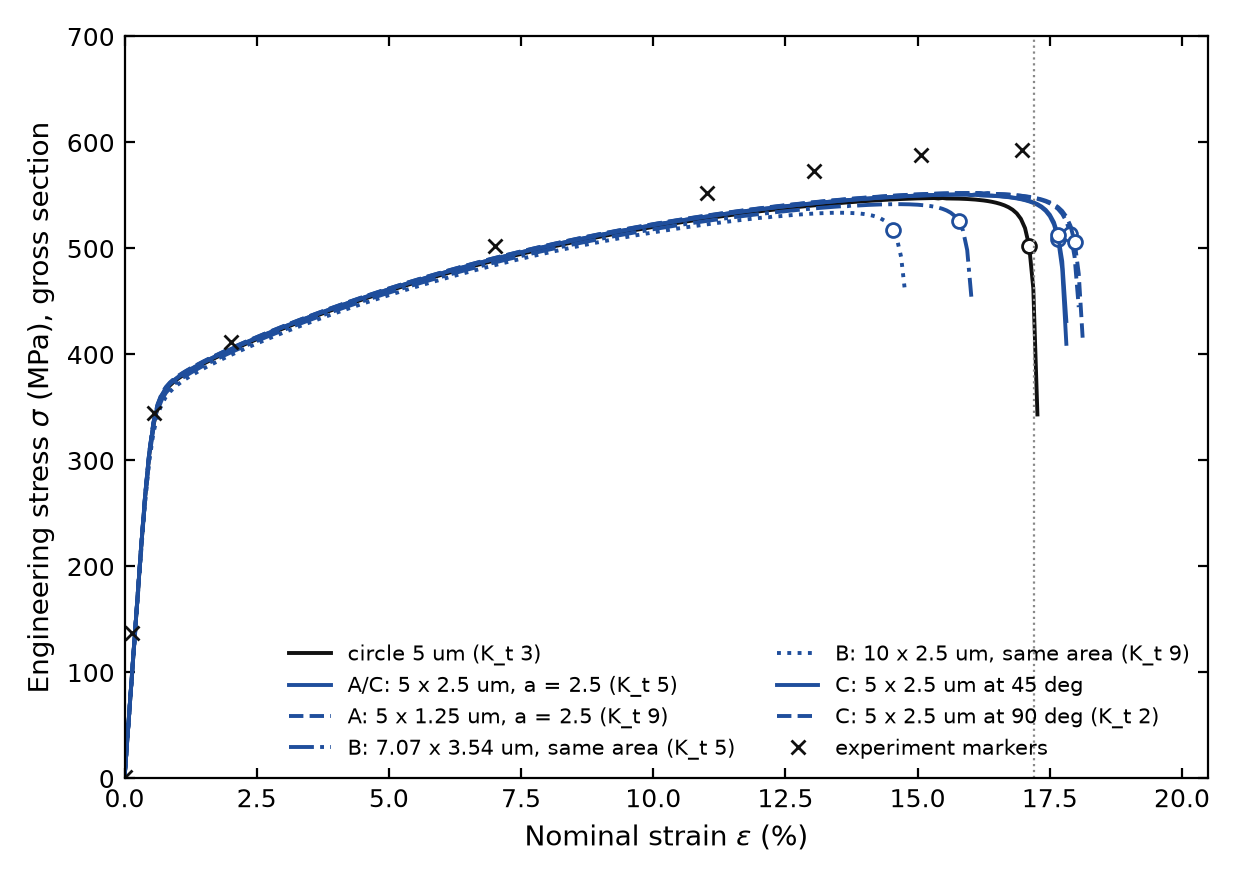 Engineering stress σ (MPa), gross section
700
600
500
400
300
200
100
0
circle 5 um (K_t 3)
A/C: 5 x 2.5 um, a = 2.5 (K_t 5)
A: 5 x 1.25 um, a = 2.5 (K_t 9)
B: 7.07 x 3.54 um, same area (K_t 5)
B: 10 x 2.5 um, same area (K_t 9)
C: 5 x 2.5 um at 45 deg
C: 5 x 2.5 um at 90 deg (K_t 2)
experiment markers
0.0 2.5 5.0 7.5 10.0 12.5 15.0 17.5 20.0
Nominal strain ε (%)